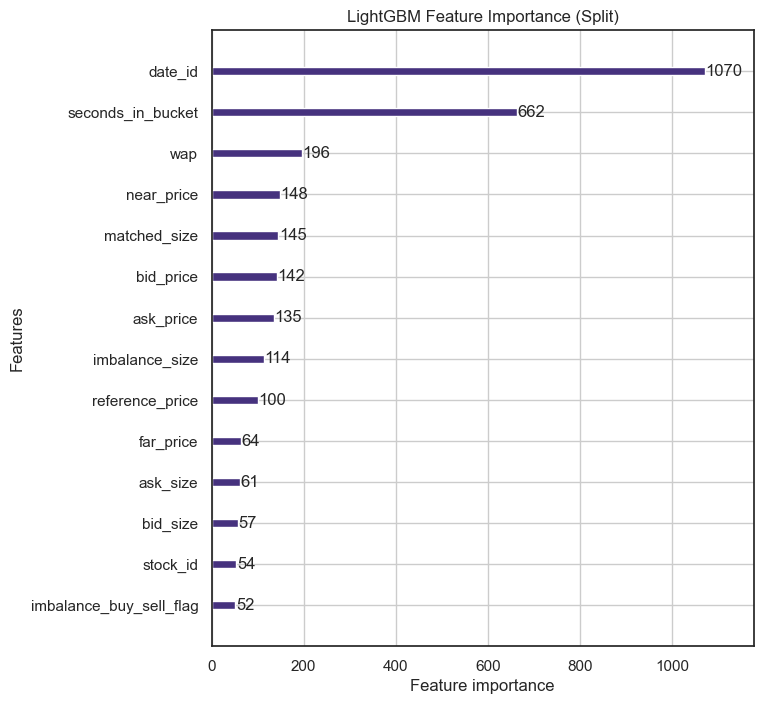 LightGBM Feature Importance (Split)
date_id 1070
seconds_in_bucket 662
wap 196
near_price 148
matched_size 145
bid_price 142
ask_price 135
imbalance_size 114
reference_price 100
far_price 64
ask_size 61
bid_size 57
stock_id 54
imbalance_buy_sell_flag 52
Features
0 200 400 600 800 1000
Feature importance